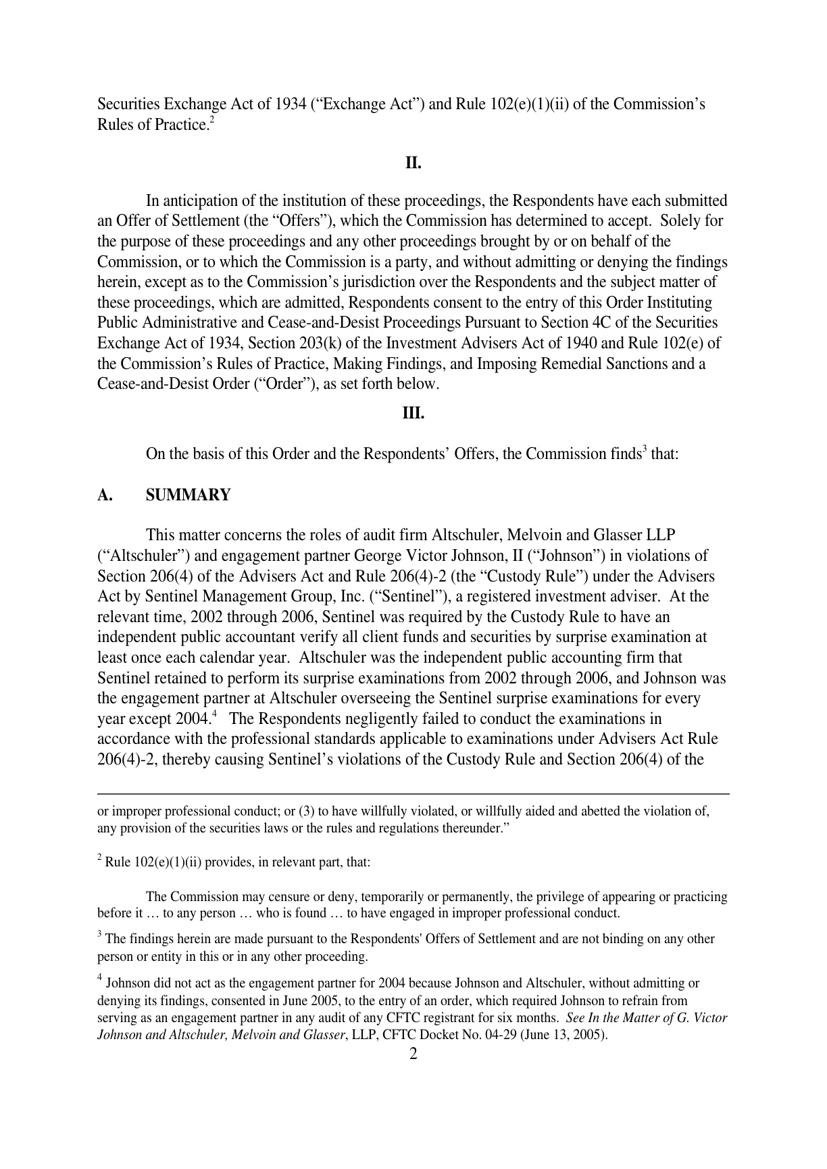 Securities Exchange Act of 1934 (“Exchange Act”) and Rule 102(e)(1)(ii) of the Commission’s
Rules of Practice.2
II.
In anticipation of the institution of these proceedings, the Respondents have each submitted
an Offer of Settlement (the “Offers”), which the Commission has determined to accept.  Solely for
the purpose of these proceedings and any other proceedings brought by or on behalf of the
Commission, or to which the Commission is a party, and without admitting or denying the findings
herein, except as to the Commission’s jurisdiction over the Respondents and the subject matter of
these proceedings, which are admitted, Respondents consent to the entry of this Order Instituting
Public Administrative and Cease-and-Desist Proceedings Pursuant to Section 4C of the Securities
Exchange Act of 1934, Section 203(k) of the Investment Advisers Act of 1940 and Rule 102(e) of
the Commission’s Rules of Practice, Making Findings, and Imposing Remedial Sanctions and a
Cease-and-Desist Order (“Order”), as set forth below.
III.
On the basis of this Order and the Respondents’ Offers, the Commission finds3 that:
A. SUMMARY
This matter concerns the roles of audit firm Altschuler, Melvoin and Glasser LLP
(“Altschuler”) and engagement partner George Victor Johnson, II (“Johnson”) in violations of
Section 206(4) of the Advisers Act and Rule 206(4)-2 (the “Custody Rule”) under the Advisers
Act by Sentinel Management Group, Inc. (“Sentinel”), a registered investment adviser.  At the
relevant time, 2002 through 2006, Sentinel was required by the Custody Rule to have an
independent public accountant verify all client funds and securities by surprise examination at
least once each calendar year.  Altschuler was the independent public accounting firm that
Sentinel retained to perform its surprise examinations from 2002 through 2006, and Johnson was
the engagement partner at Altschuler overseeing the Sentinel surprise examinations for every
year except 2004.4   The Respondents negligently failed to conduct the examinations in
accordance with the professional standards applicable to examinations under Advisers Act Rule
206(4)-2, thereby causing Sentinel’s violations of the Custody Rule and Section 206(4) of the
or improper professional conduct; or (3) to have willfully violated, or willfully aided and abetted the violation of,
any provision of the securities laws or the rules and regulations thereunder.”
2 Rule 102(e)(1)(ii) provides, in relevant part, that:
The Commission may censure or deny, temporarily or permanently, the privilege of appearing or practicing
before it … to any person … who is found … to have engaged in improper professional conduct.
3 The findings herein are made pursuant to the Respondents' Offers of Settlement and are not binding on any other
person or entity in this or in any other proceeding.
4 Johnson did not act as the engagement partner for 2004 because Johnson and Altschuler, without admitting or
denying its findings, consented in June 2005, to the entry of an order, which required Johnson to refrain from
serving as an engagement partner in any audit of any CFTC registrant for six months.  See In the Matter of G. Victor
Johnson and Altschuler, Melvoin and Glasser, LLP, CFTC Docket No. 04-29 (June 13, 2005).
2